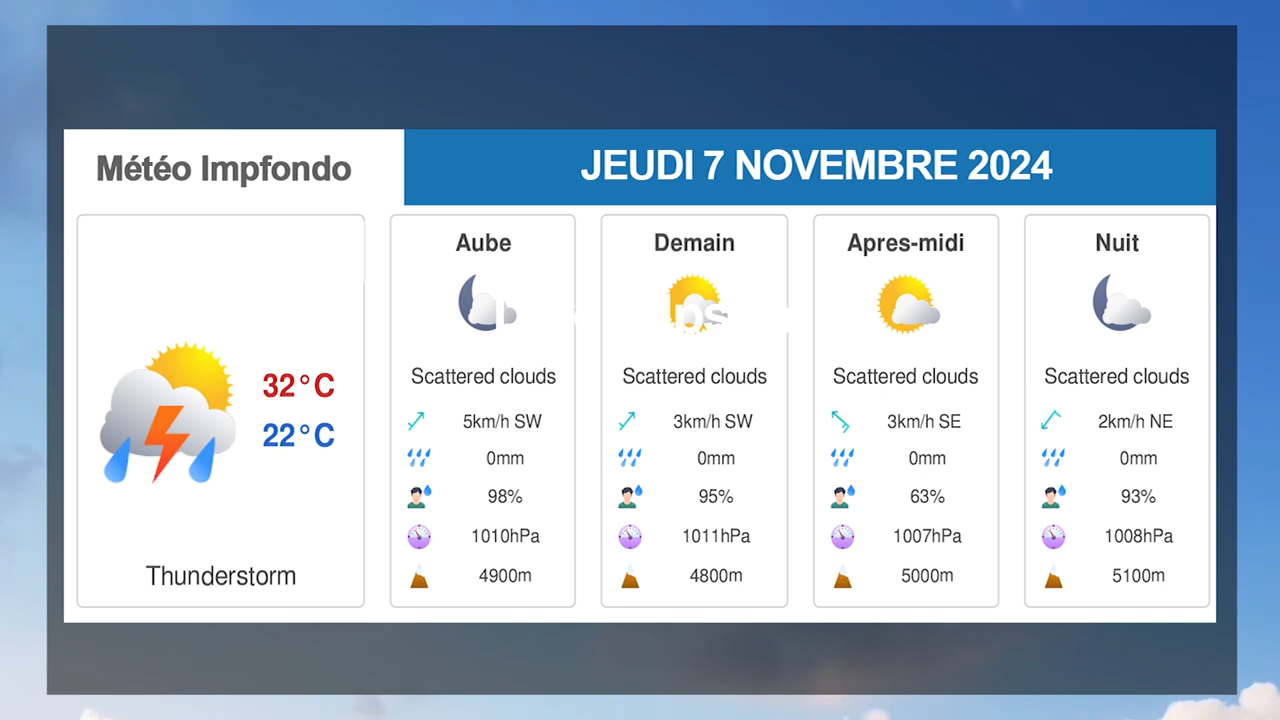 Météo Impfondo
JEUDI 7 NOVEMBRE 2024
32°C
22°C
Thunderstorm
Aube
Scattered clouds
5km/h SW
0mm
98%
1010hPa
4900m
Demain
Scattered clouds
3km/h SW
0mm
95%
1011hPa
4800m
Apres-midi
Scattered clouds
3km/h SE
0mm
63%
1007hPa
5000m
Nuit
Scattered clouds
2km/h NE
0mm
93%
1008hPa
5100m